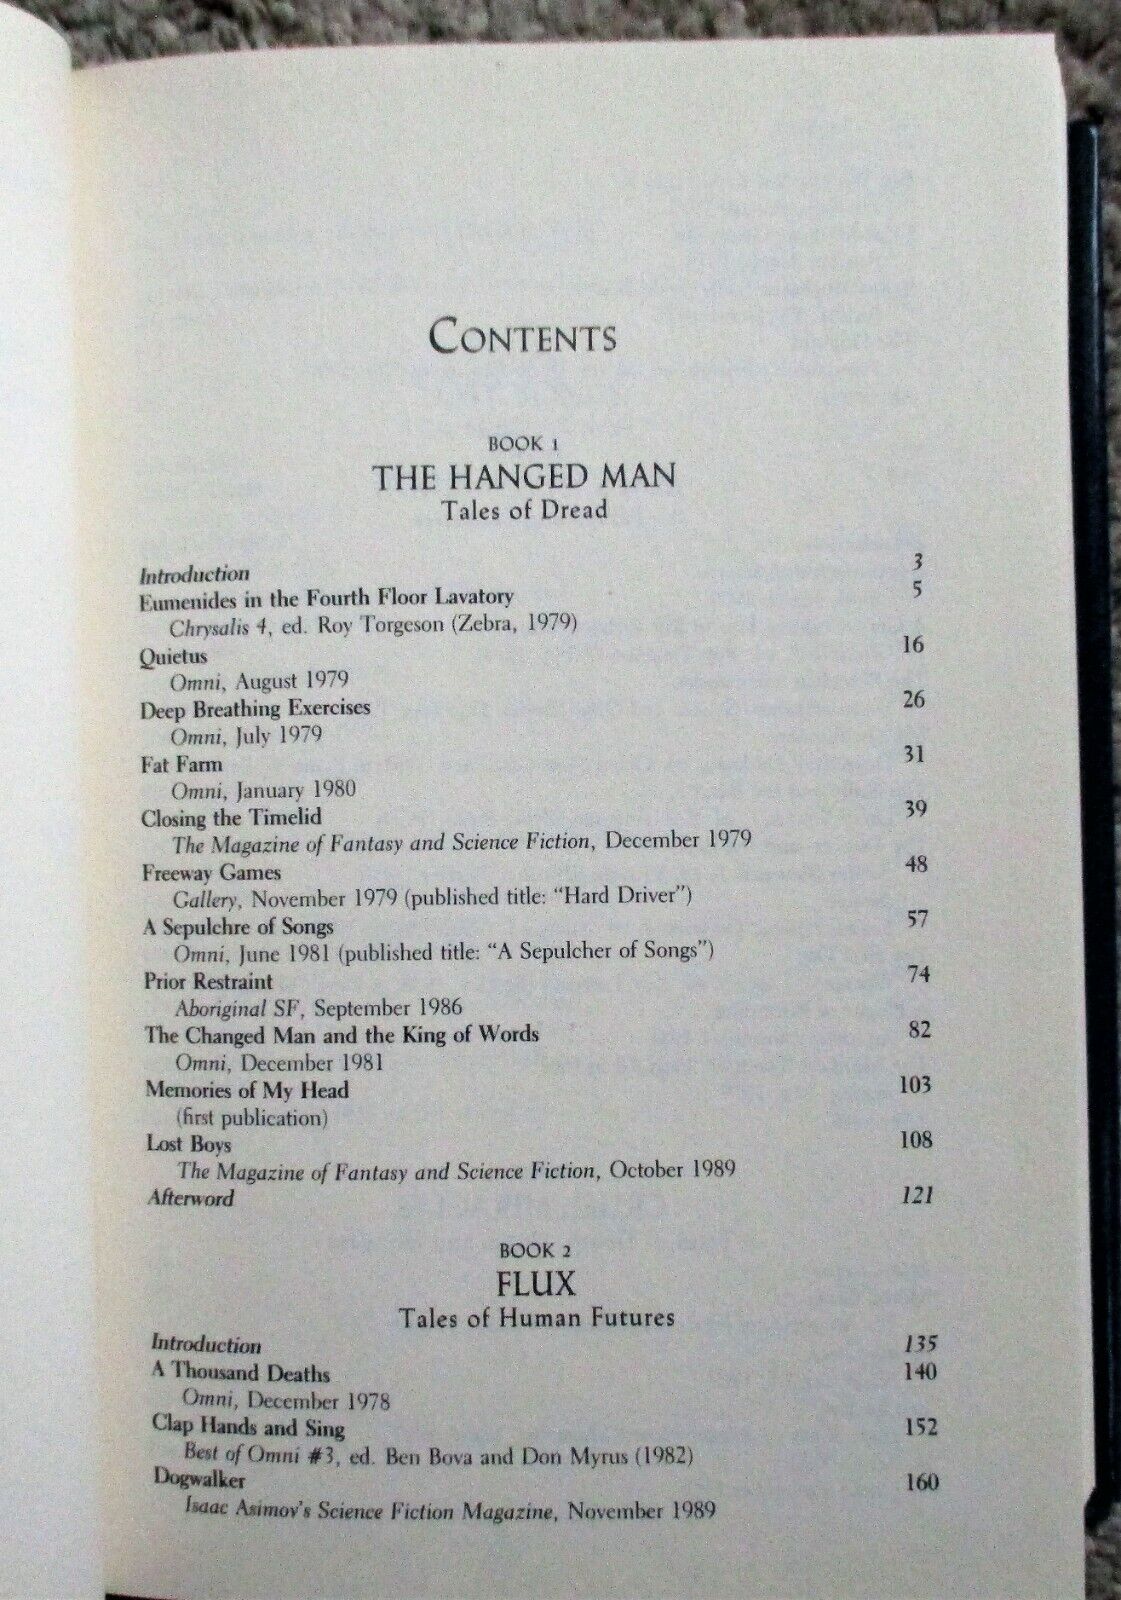 CONTENTS
BOOK 1
THE HANGED MAN
Tales of Dread
Introduction 3
Eumenides in the Fourth Floor Lavatory 5
Chrysalis 4, ed. Roy Torgeson (Zebra, 1979)
Quietus 16
Omni, August 1979
Deep Breathing Exercises 26
Omni, July 1979
Fat Farm 31
Omni, January 1980
Closing the Timelid 39
The Magazine of Fantasy and Science Fiction, December 1979
Freeway Games 48
Gallery, November 1979 (published title: “Hard Driver”)
A Sepulchre of Songs 57
Omni, June 1981 (published title: “A Sepulcher of Songs”)
Prior Restraint 74
Aboriginal SF, September 1986
The Changed Man and the King of Words 82
Omni, December 1981
Memories of My Head 103
(first publication)
Lost Boys 108
The Magazine of Fantasy and Science Fiction, October 1989
Afterword 121
BOOK 2
FLUX
Tales of Human Futures
Introduction 135
A Thousand Deaths 140
Omni, December 1978
Clap Hands and Sing 152
Best of Omni #3, ed. Ben Bova and Don Myrus (1982)
Dogwalker 160
Isaac Asimov's Science Fiction Magazine, November 1989